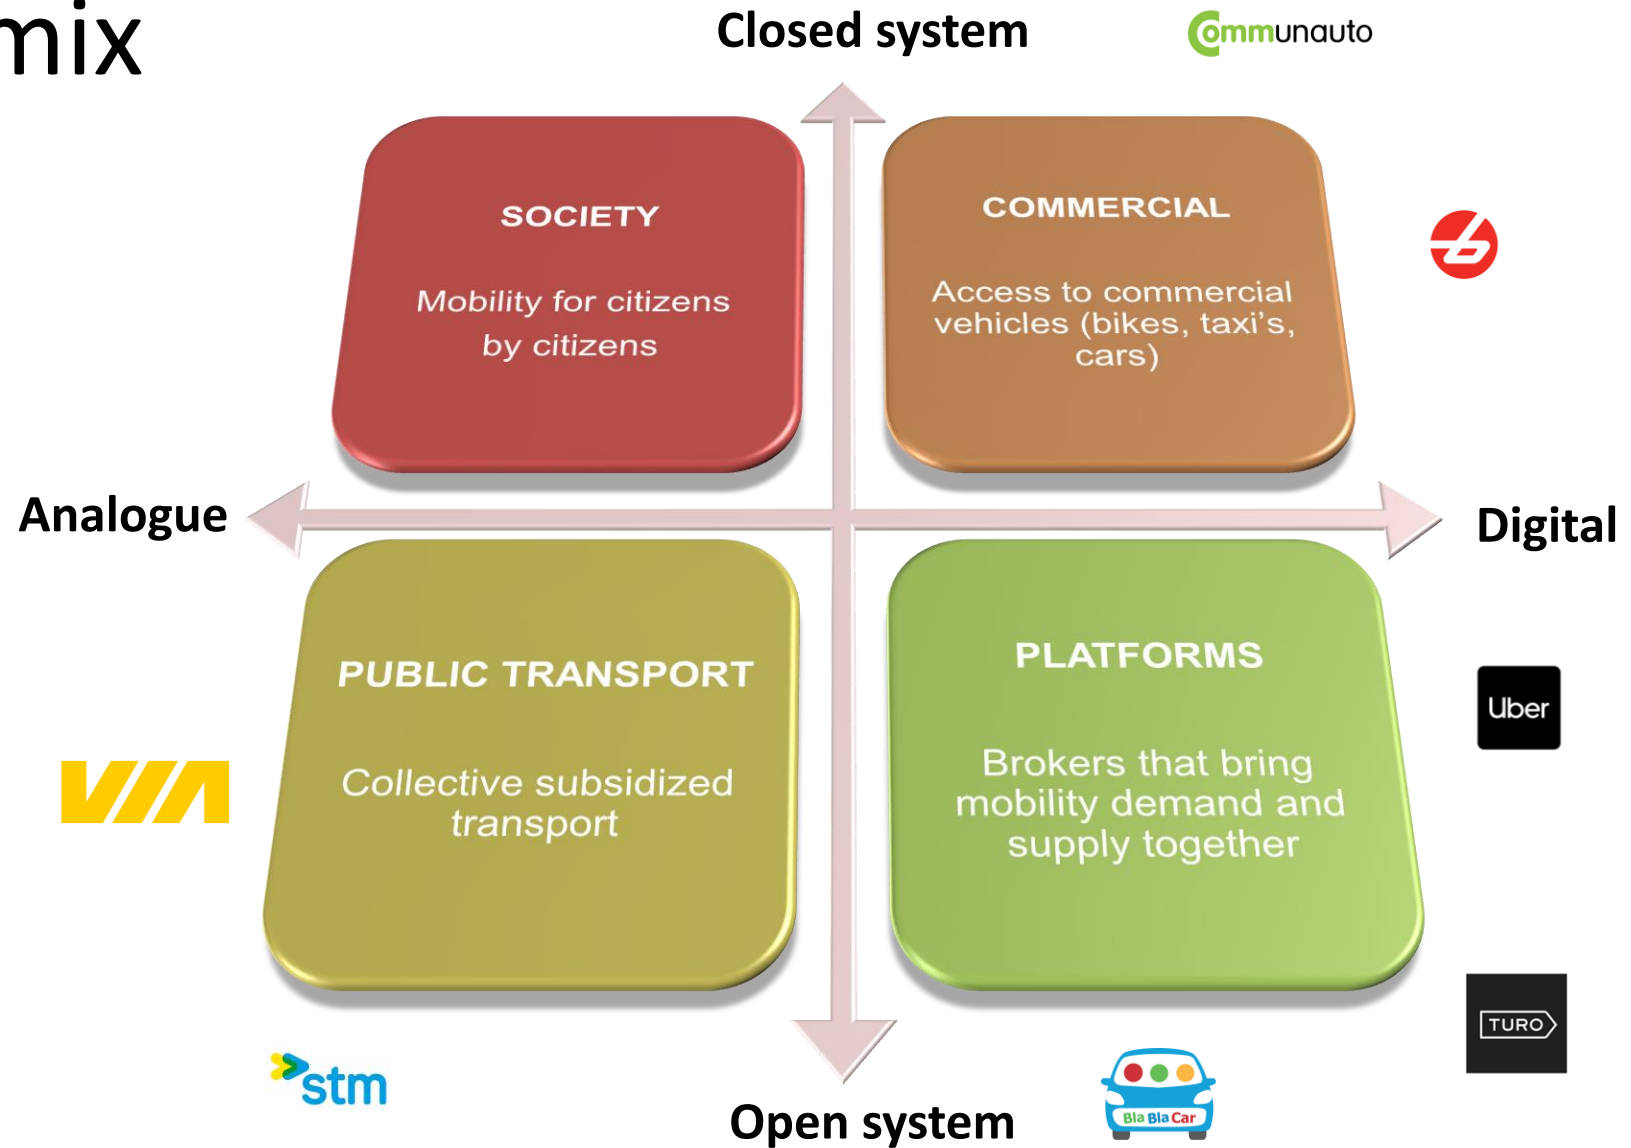 mix
Closed system
Communauto
SOCIETY
Mobility for citizens
by citizens
COMMERCIAL
Access to commercial
vehicles (bikes, taxi's,
cars)
Analogue
Digital
PUBLIC TRANSPORT
Collective subsidized
transport
PLATFORMS
Brokers that bring
mobility demand and
supply together
Uber
VIA
TURO
stm
Bla Bla Car
Open system